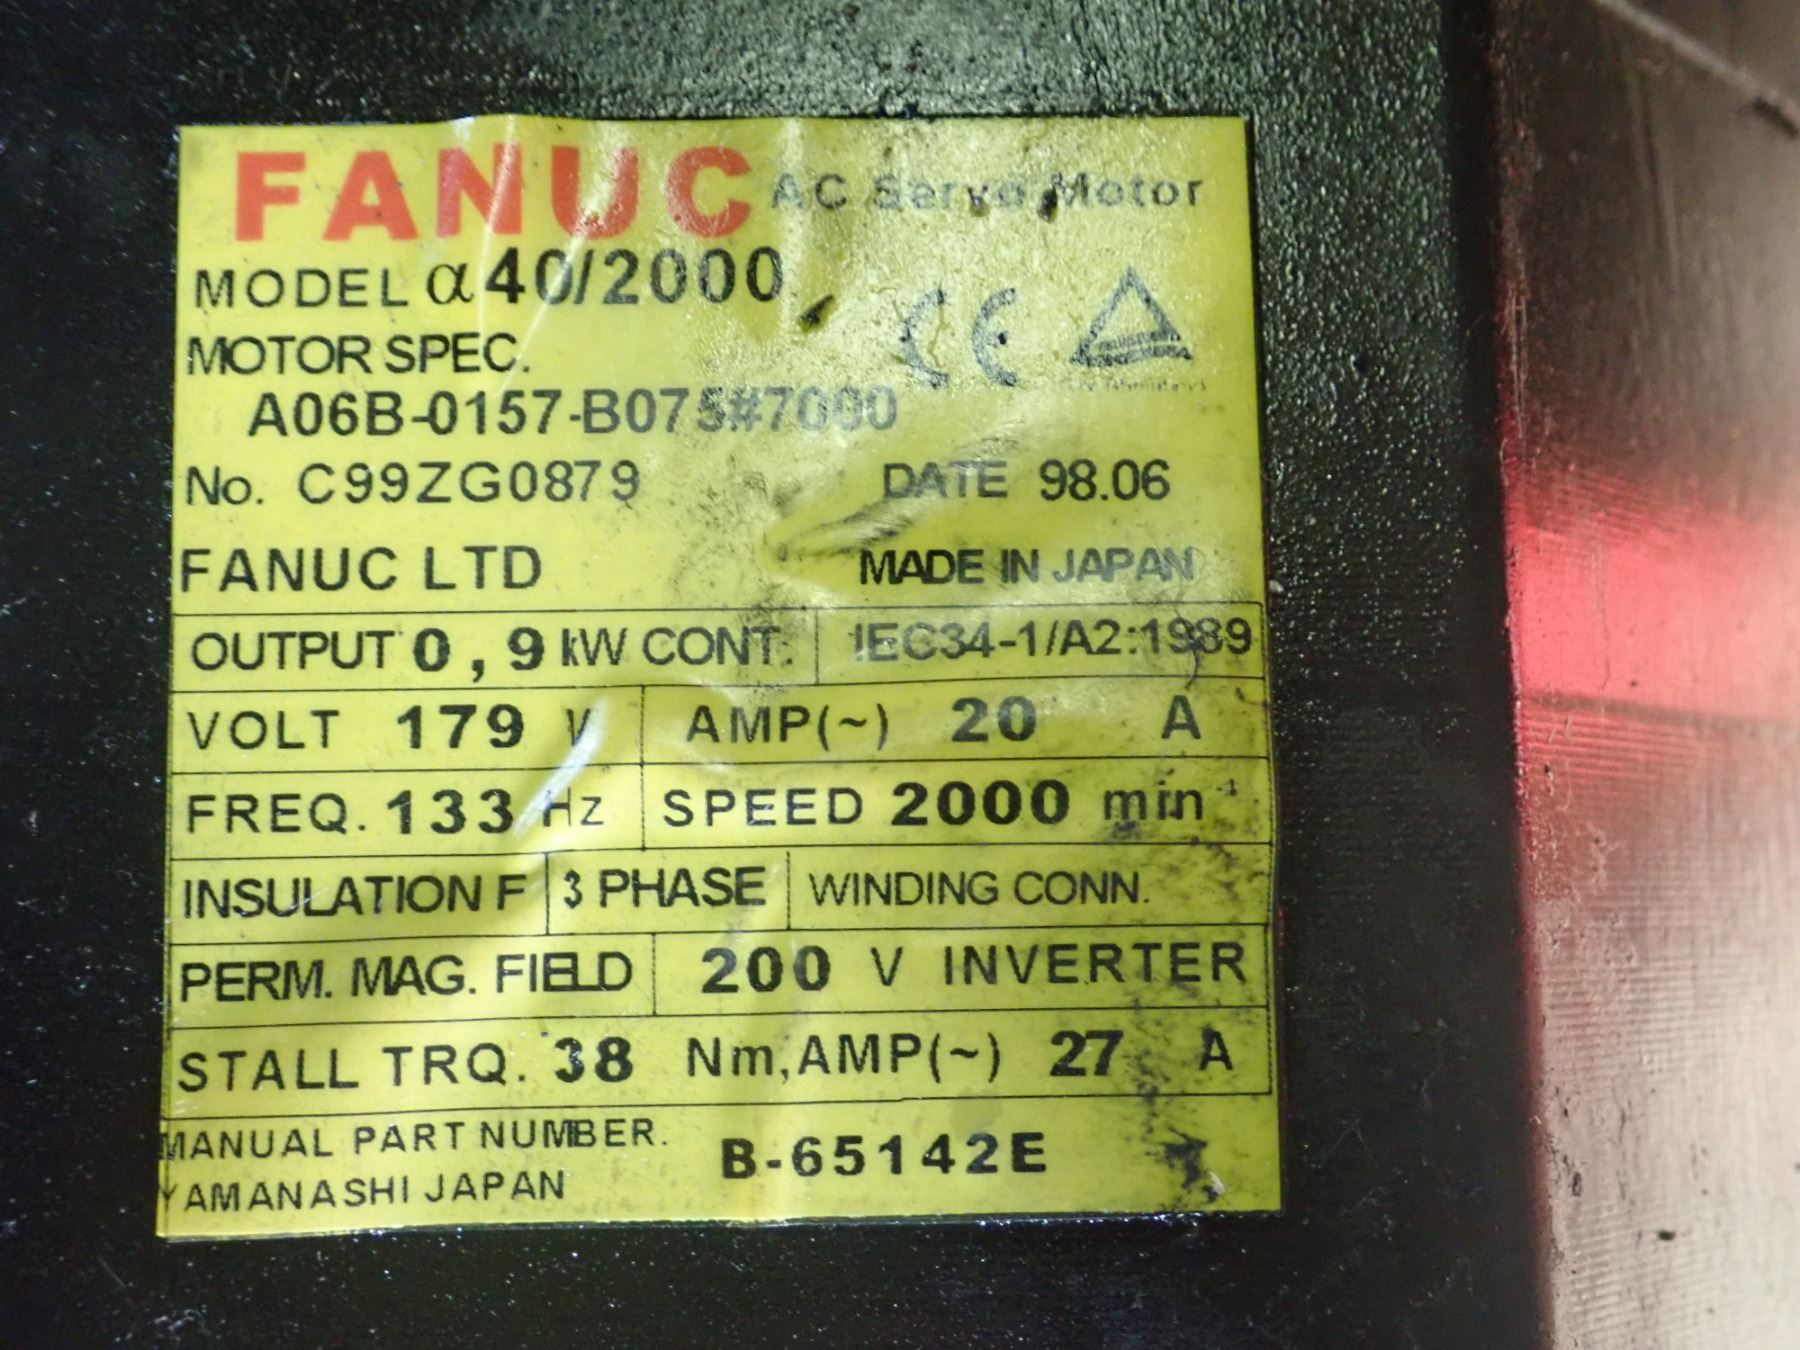 FANUC AC Servo Motor
MODEL α40/2000
MOTOR SPEC.
CE
A06B-0157-B075#7000
No. C99ZG0879 DATE 98.06
FANUC LTD MADE IN JAPAN
OUTPUT 0,9 kW CONT. IEC34-1/A2:1989
VOLT 179 V AMP(~) 20 A
FREQ. 133 Hz SPEED 2000 min-1
INSULATION F 3 PHASE WINDING CONN.
PERM. MAG. FIELD 200 V INVERTER
STALL TRQ. 38 Nm, AMP(~) 27 A
MANUAL PART NUMBER. B-65142E
YAMANASHI JAPAN